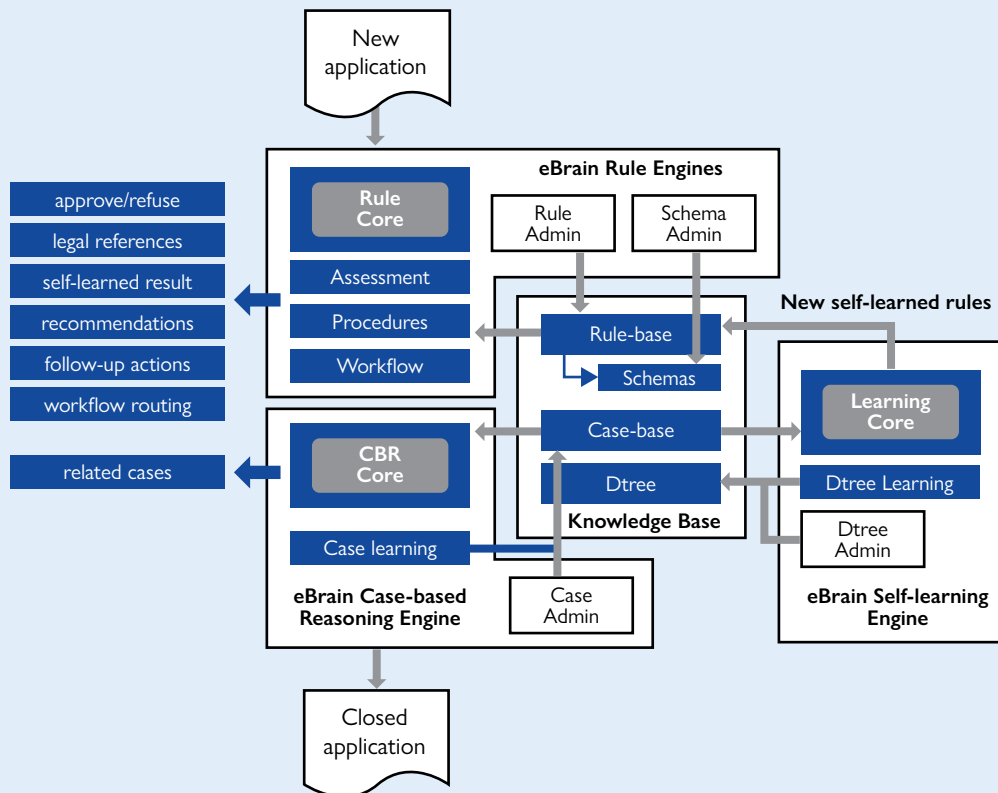 New
application
eBrain Rule Engines
Rule
Core
Rule
Admin
Schema
Admin
approve/refuse
legal references
self-learned result
recommendations
follow-up actions
workflow routing
related cases
Assessment
Procedures
Workflow
Rule-base
Schemas
Case-base
Dtree
Knowledge Base
New self-learned rules
Learning
Core
Dtree Learning
Dtree
Admin
eBrain Self-learning
Engine
CBR
Core
Case learning
eBrain Case-based
Reasoning Engine
Case
Admin
Closed
application